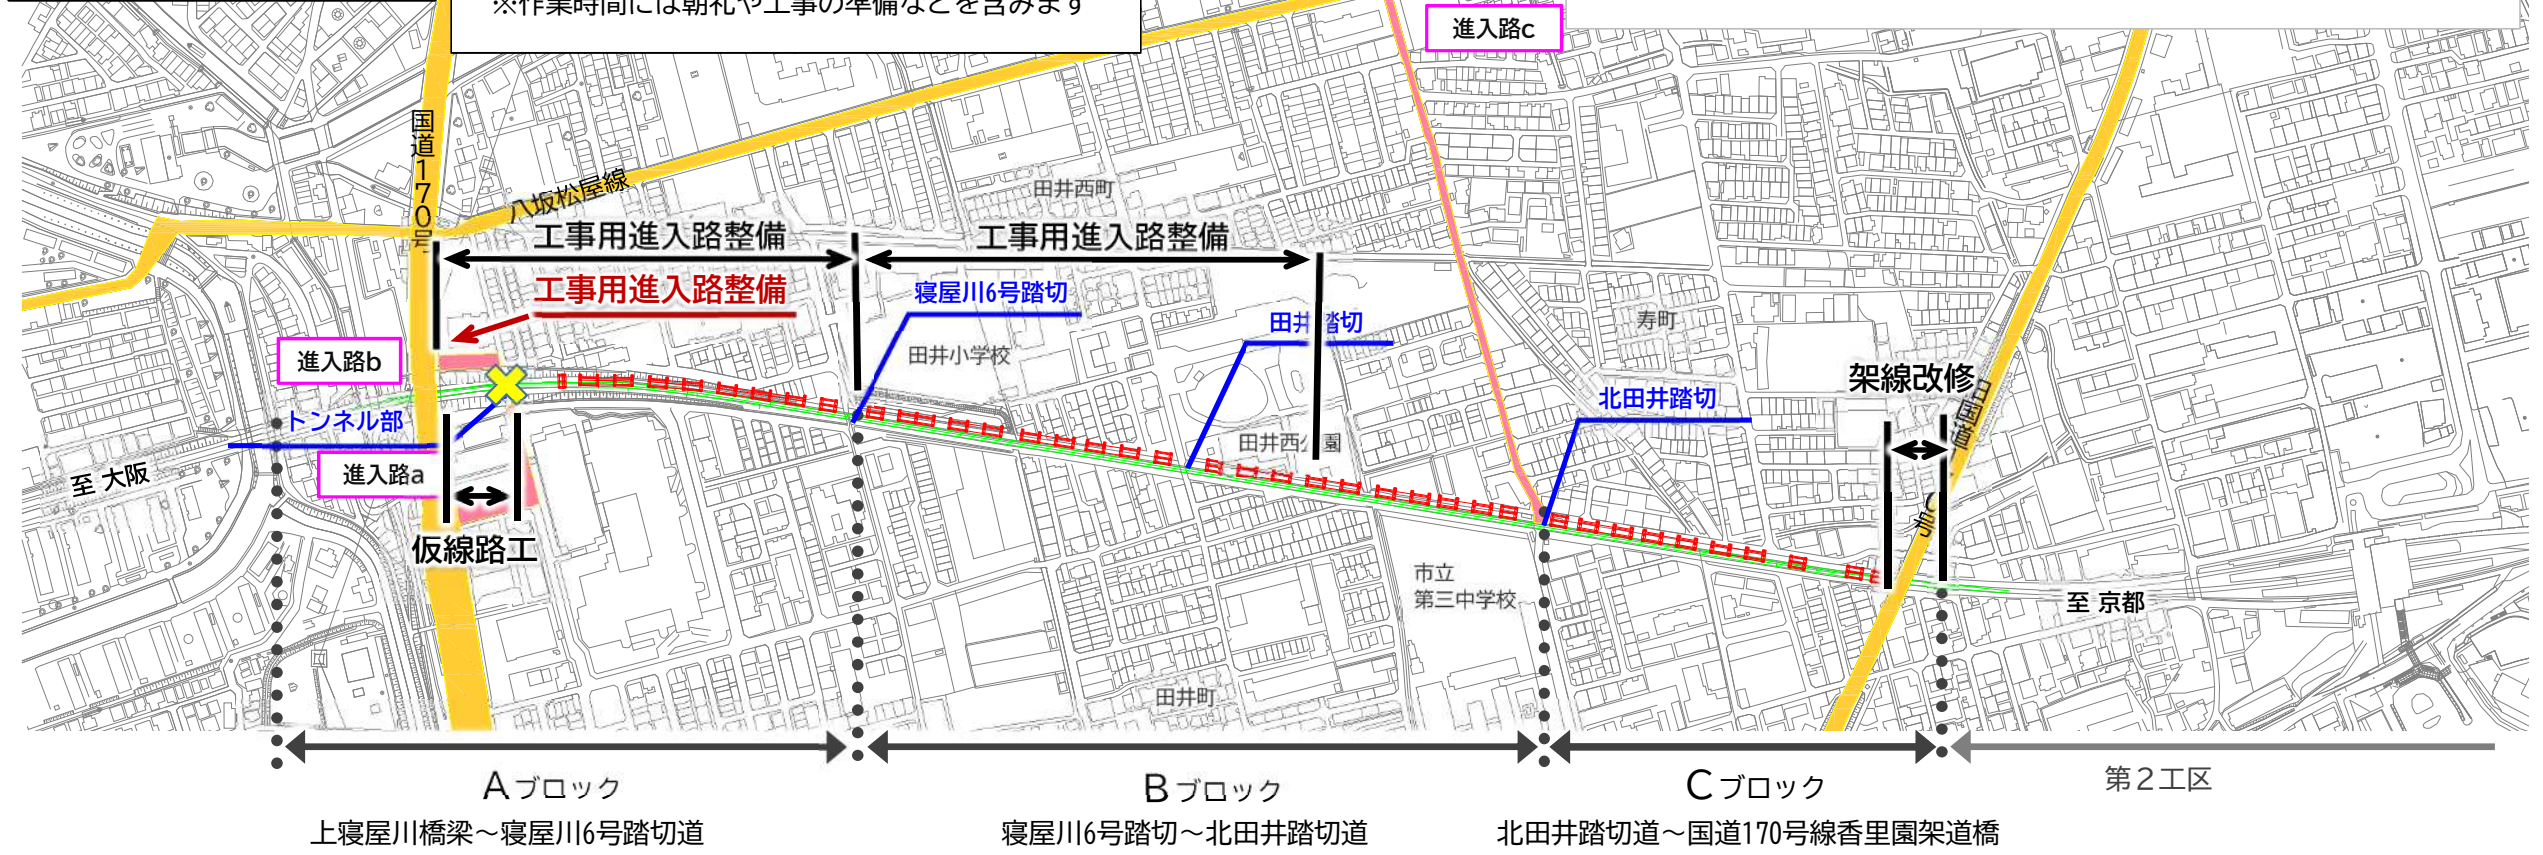 ※作業時間には朝礼や工事の準備などを含みます
進入路c
国道170号
八坂松屋線
田井西町
工事用進入路整備
工事用進入路整備
工事用進入路整備
寝屋川6号踏切
田井踏切
寿町
進入路b
田井小学校
架線改修
北田井踏切
トンネル部
田井西公園
至 大阪
進入路a
仮線路工
市立
第三中学校
至 京都
田井町
Aブロック
Bブロック
Cブロック
第2工区
上寝屋川橋梁～寝屋川6号踏切道
寝屋川6号踏切～北田井踏切道
北田井踏切道～国道170号線香里園架道橋